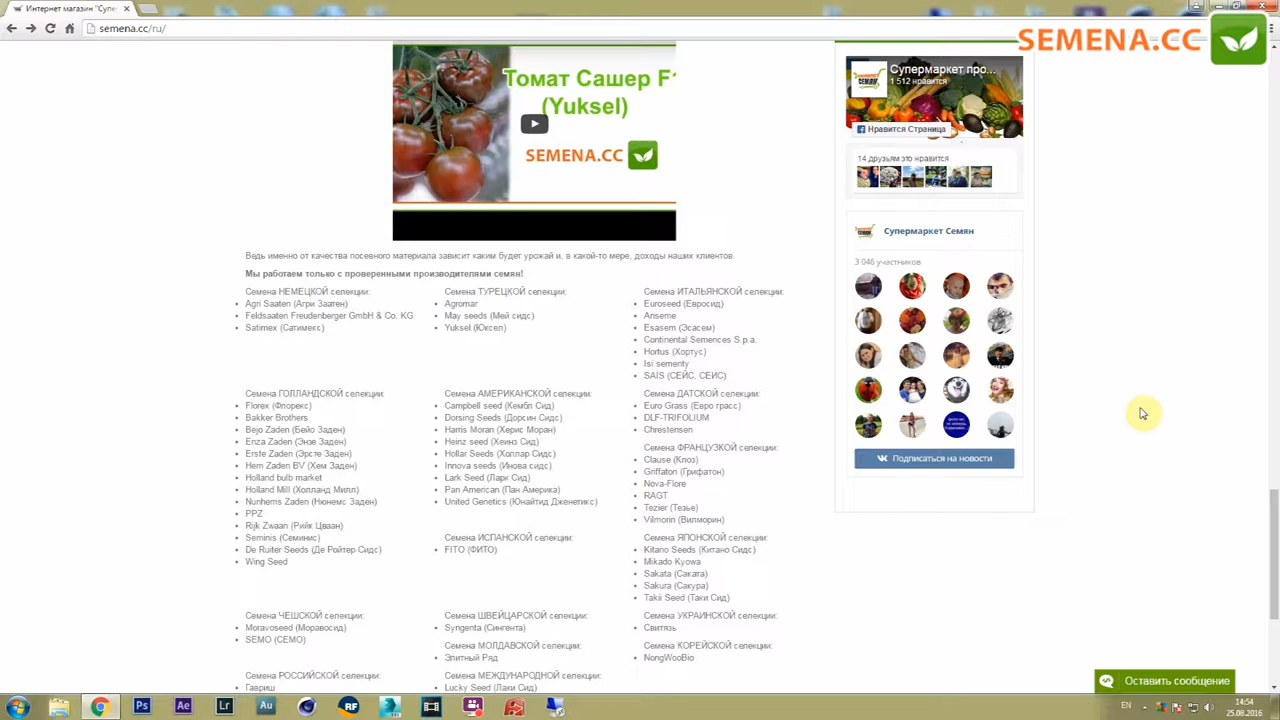 Интернет магазин "Супе
semena.cc/ru/
SEMENA.CC
Томат Сашер F1
(Yuksel)
SEMENA.CC
Супермаркет про...
1 512 нравится
Нравится Страница
14 друзьям это нравится
Супермаркет Семян
3 046 участников
Подписаться на новости
Ведь именно от качества посевного материала зависит каким будет урожай и, в какой-то мере, доходы наших клиентов.
Мы работаем только с проверенными производителями семян!
Семена НЕМЕЦКОЙ селекции:
Agri Saaten (Агри Заатен)
Feldsaaten Freudenberger GmbH & Co. KG
Satimex (Сатимекс)
Семена ТУРЕЦКОЙ селекции:
Agromar
May seeds (Мей сидс)
Yuksel (Юксел)
Семена ИТАЛЬЯНСКОЙ селекции:
Euroseed (Евросид)
Anseme
Esasem (Эсасем)
Continental Semences S.p.a.
Hortus (Хортус)
Isi sementy
SAIS (СЕЙС, СЕИС)
Семена ГОЛЛАНДСКОЙ селекции:
Florex (Флорекс)
Bakker Brothers
Bejo Zaden (Бейо Заден)
Enza Zaden (Энзе Заден)
Erste Zaden (Эрсте Заден)
Hem Zaden BV (Хем Заден)
Holland bulb market
Holland Mill (Холланд Милл)
Nunhems Zaden (Нюнемс Заден)
PPZ
Rijk Zwaan (Рийк Цваан)
Seminis (Семинис)
De Ruiter Seeds (Де Ройтер Сидс)
Wing Seed
Семена АМЕРИКАНСКОЙ селекции:
Campbell seed (Кембл Сид)
Dorsing Seeds (Дорсин Сидс)
Harris Moran (Херис Моран)
Heinz seed (Хеинз Сид)
Hollar Seeds (Холлар Сидс)
Innova seeds (Инова сидс)
Lark Seed (Ларк Сид)
Pan American (Пан Америка)
United Genetics (Юнайтид Дженетикс)
Семена ИСПАНСКОЙ селекции:
FITO (ФИТО)
Семена ДАТСКОЙ селекции:
Euro Grass (Евро грасс)
DLF-TRIFOLIUM
Chrestensen
Семена ФРАНЦУЗКОЙ селекции:
Clause (Клоз)
Griffaton (Грифатон)
Nova-Flore
RAGT
Tezier (Тезье)
Vilmorin (Вилморин)
Семена ЯПОНСКОЙ селекции:
Kitano Seeds (Китано Сидс)
Mikado Kyowa
Sakata (Саката)
Sakura (Сакура)
Takii Seed (Таки Сид)
Семена ЧЕШСКОЙ селекции:
Moravoseed (Моравосид)
SEMO (СЕМО)
Семена ШВЕЙЦАРСКОЙ селекции:
Syngenta (Сингента)
Семена МОЛДАВСКОЙ селекции:
Элитный Ряд
Семена УКРАИНСКОЙ селекции:
Свитязь
Семена КОРЕЙСКОЙ селекции:
NongWooBio
Семена РОССИЙСКОЙ селекции:
Гавриш
Семена МЕЖДУНАРОДНОЙ селекции:
Lucky Seed (Лаки Сид)
Оставить сообщение
Ps
Ae
Lr
Au
RF
EN
14:54
25.08.2016